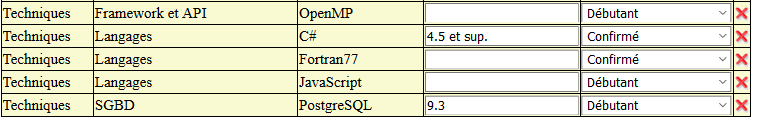 Techniques Framework et API OpenMP Débutant
Techniques Langages C# 4.5 et sup. Confirmé
Techniques Langages Fortran77 Confirmé
Techniques Langages JavaScript Débutant
Techniques SGBD PostgreSQL 9.3 Débutant